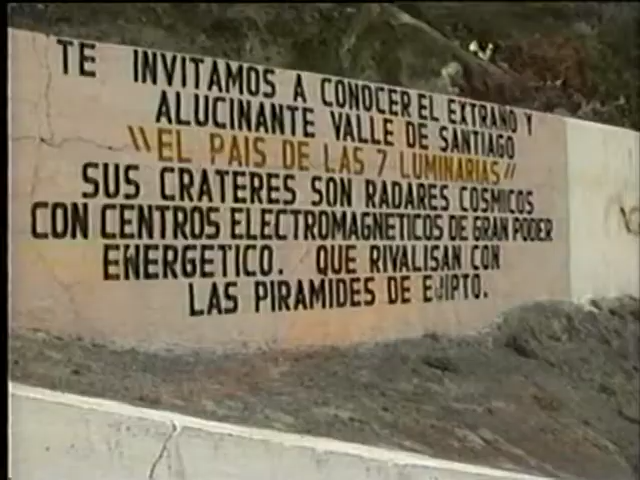 TE INVITAMOS A CONOCER EL EXTRAÑO Y
ALUCINANTE VALLE DE SANTIAGO
"EL PAIS DE LAS 7 LUMINARIAS"
SUS CRATERES SON RADARES COSMICOS
CON CENTROS ELECTROMAGNETICOS DE GRAN PODER
ENERGETICO. QUE RIVALISAN CON
LAS PIRAMIDES DE EJIPTO.